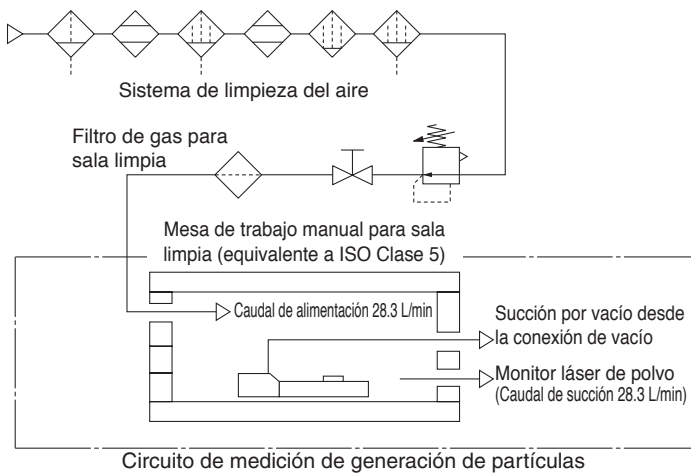 Sistema de limpieza del aire
Filtro de gas para
sala limpia
Mesa de trabajo manual para sala
limpia (equivalente a ISO Clase 5)
Caudal de alimentación 28.3 L/min
Succión por vacío desde
la conexión de vacío
Monitor láser de polvo
(Caudal de succión 28.3 L/min)
Circuito de medición de generación de partículas